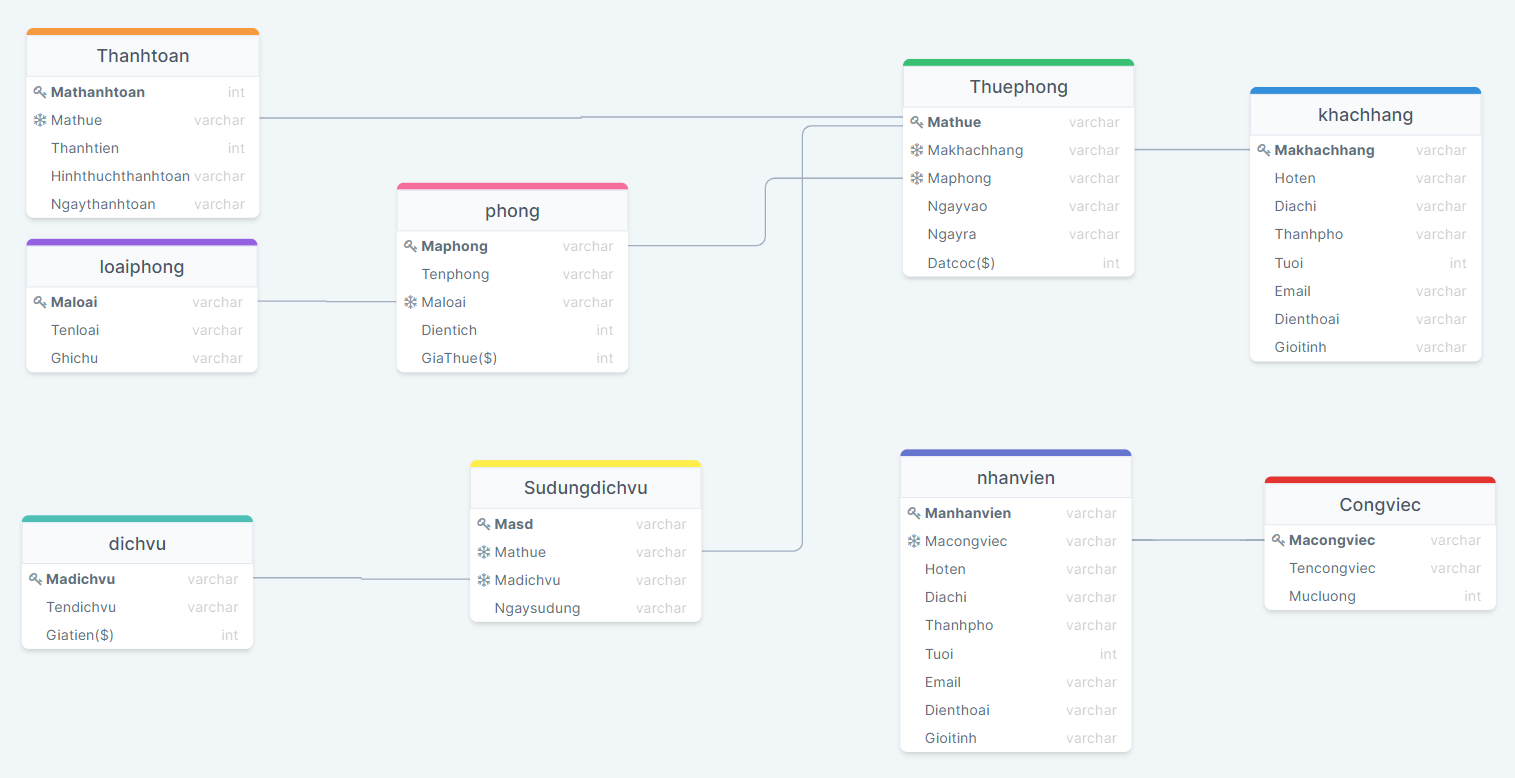 Thanhtoan
Mathanhtoan int
Mathue varchar
Thanhtien int
Hinhthuchthanhtoan varchar
Ngaythanhtoan varchar
loaiphong
Maloai varchar
Tenloai varchar
Ghichu varchar
phong
Maphong varchar
Tenphong varchar
Maloai varchar
Dientich int
GiaThue($) int
Thuephong
Mathue varchar
Makhachhang varchar
Maphong varchar
Ngayvao varchar
Ngayra varchar
Datcoc($) int
khachhang
Makhachhang varchar
Hoten varchar
Diachi varchar
Thanhpho varchar
Tuoi int
Email varchar
Dienthoai varchar
Gioitinh varchar
dichvu
Madichvu varchar
Tendichvu varchar
Giatien($) int
Sudungdichvu
Masd varchar
Mathue varchar
Madichvu varchar
Ngaysudung varchar
nhanvien
Manhanvien varchar
Macongviec varchar
Hoten varchar
Diachi varchar
Thanhpho varchar
Tuoi int
Email varchar
Dienthoai varchar
Gioitinh varchar
Congviec
Macongviec varchar
Tencongviec varchar
Mucluong int